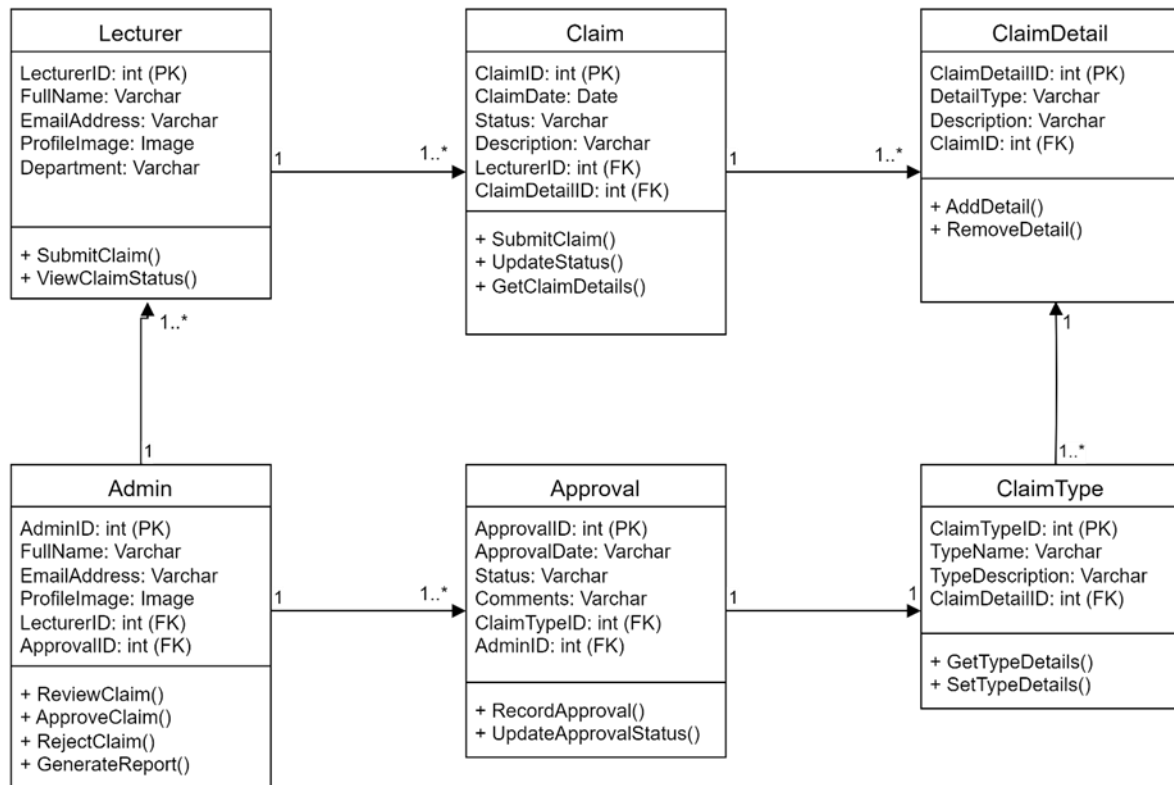 Lecturer
LecturerID: int (PK)
FullName: Varchar
EmailAddress: Varchar
ProfileImage: Image
Department: Varchar
+ SubmitClaim()
+ ViewClaimStatus()
1
1..*
Claim
ClaimID: int (PK)
ClaimDate: Date
Status: Varchar
Description: Varchar
LecturerID: int (FK)
ClaimDetailID: int (FK)
+ SubmitClaim()
+ UpdateStatus()
+ GetClaimDetails()
1
1..*
ClaimDetail
ClaimDetailID: int (PK)
DetailType: Varchar
Description: Varchar
ClaimID: int (FK)
+ AddDetail()
+ RemoveDetail()
1..*
1
1
1..*
Admin
AdminID: int (PK)
FullName: Varchar
EmailAddress: Varchar
ProfileImage: Image
LecturerID: int (FK)
ApprovalID: int (FK)
+ ReviewClaim()
+ ApproveClaim()
+ RejectClaim()
+ GenerateReport()
1
1..*
Approval
ApprovalID: int (PK)
ApprovalDate: Varchar
Status: Varchar
Comments: Varchar
ClaimTypeID: int (FK)
AdminID: int (FK)
+ RecordApproval()
+ UpdateApprovalStatus()
1
1
ClaimType
ClaimTypeID: int (PK)
TypeName: Varchar
TypeDescription: Varchar
ClaimDetailID: int (FK)
+ GetTypeDetails()
+ SetTypeDetails()